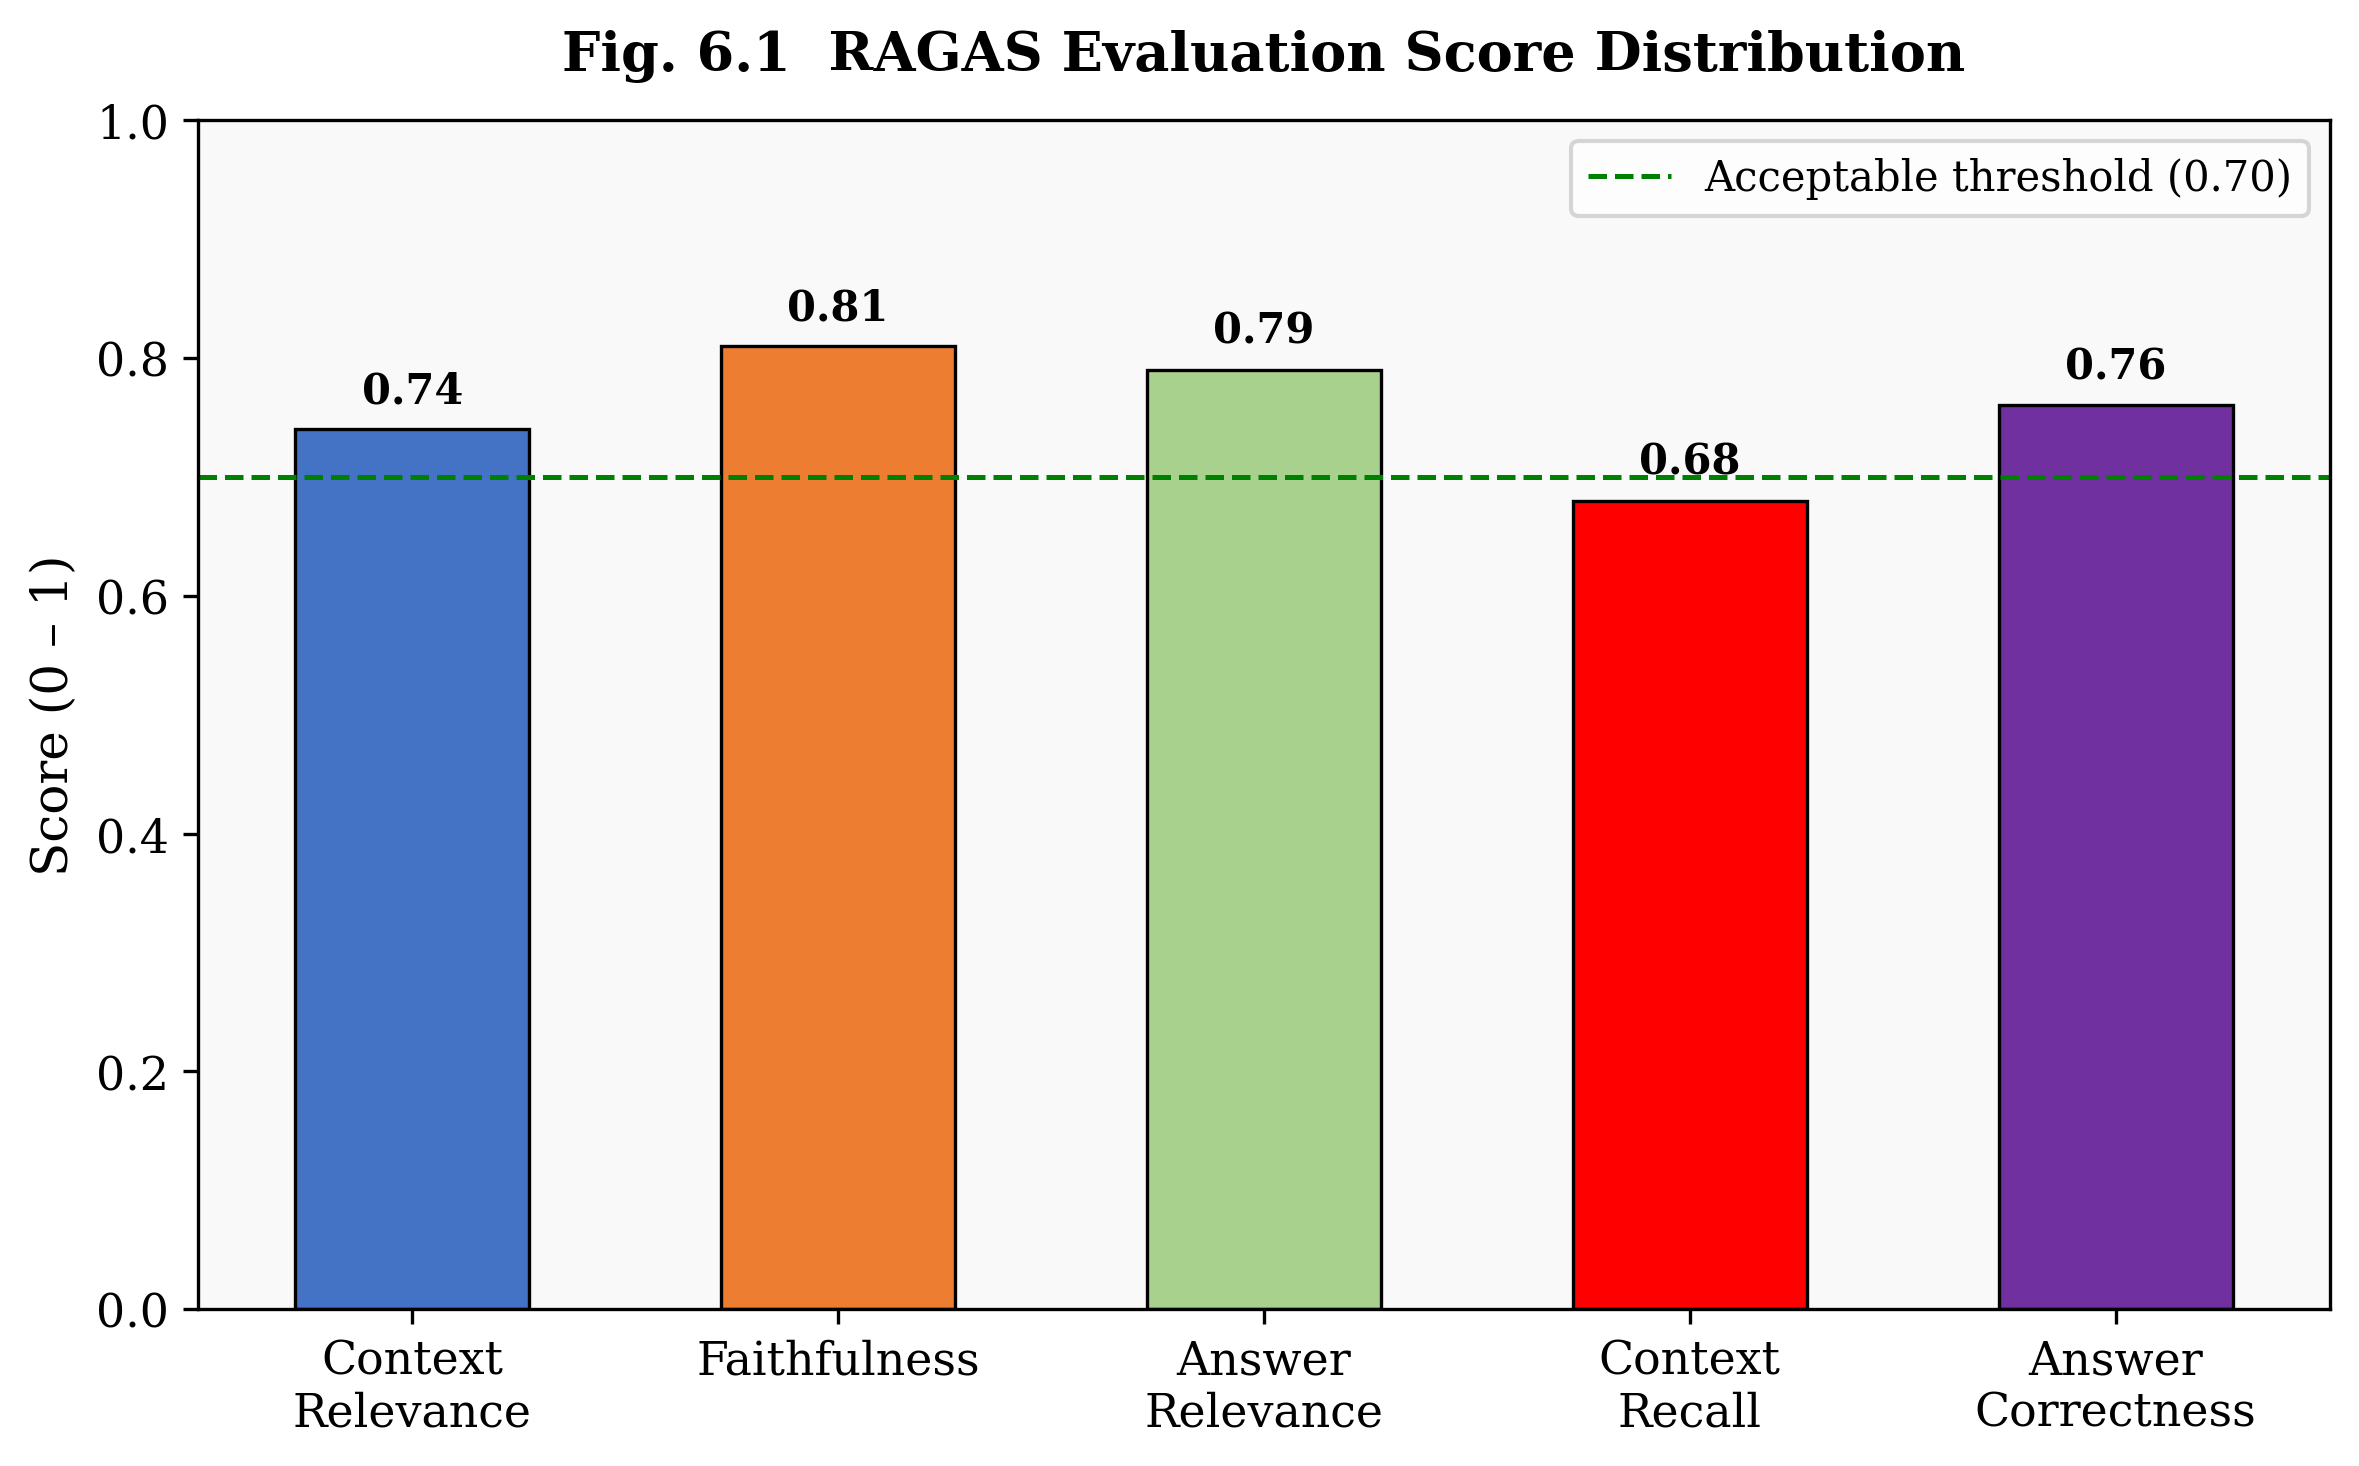 Fig. 6.1 RAGAS Evaluation Score Distribution
1.0
0.8
0.6
0.4
0.2
0.0
Score (0 – 1)
Acceptable threshold (0.70)
0.74
0.81
0.79
0.68
0.76
Context
Relevance
Faithfulness
Answer
Relevance
Context
Recall
Answer
Correctness